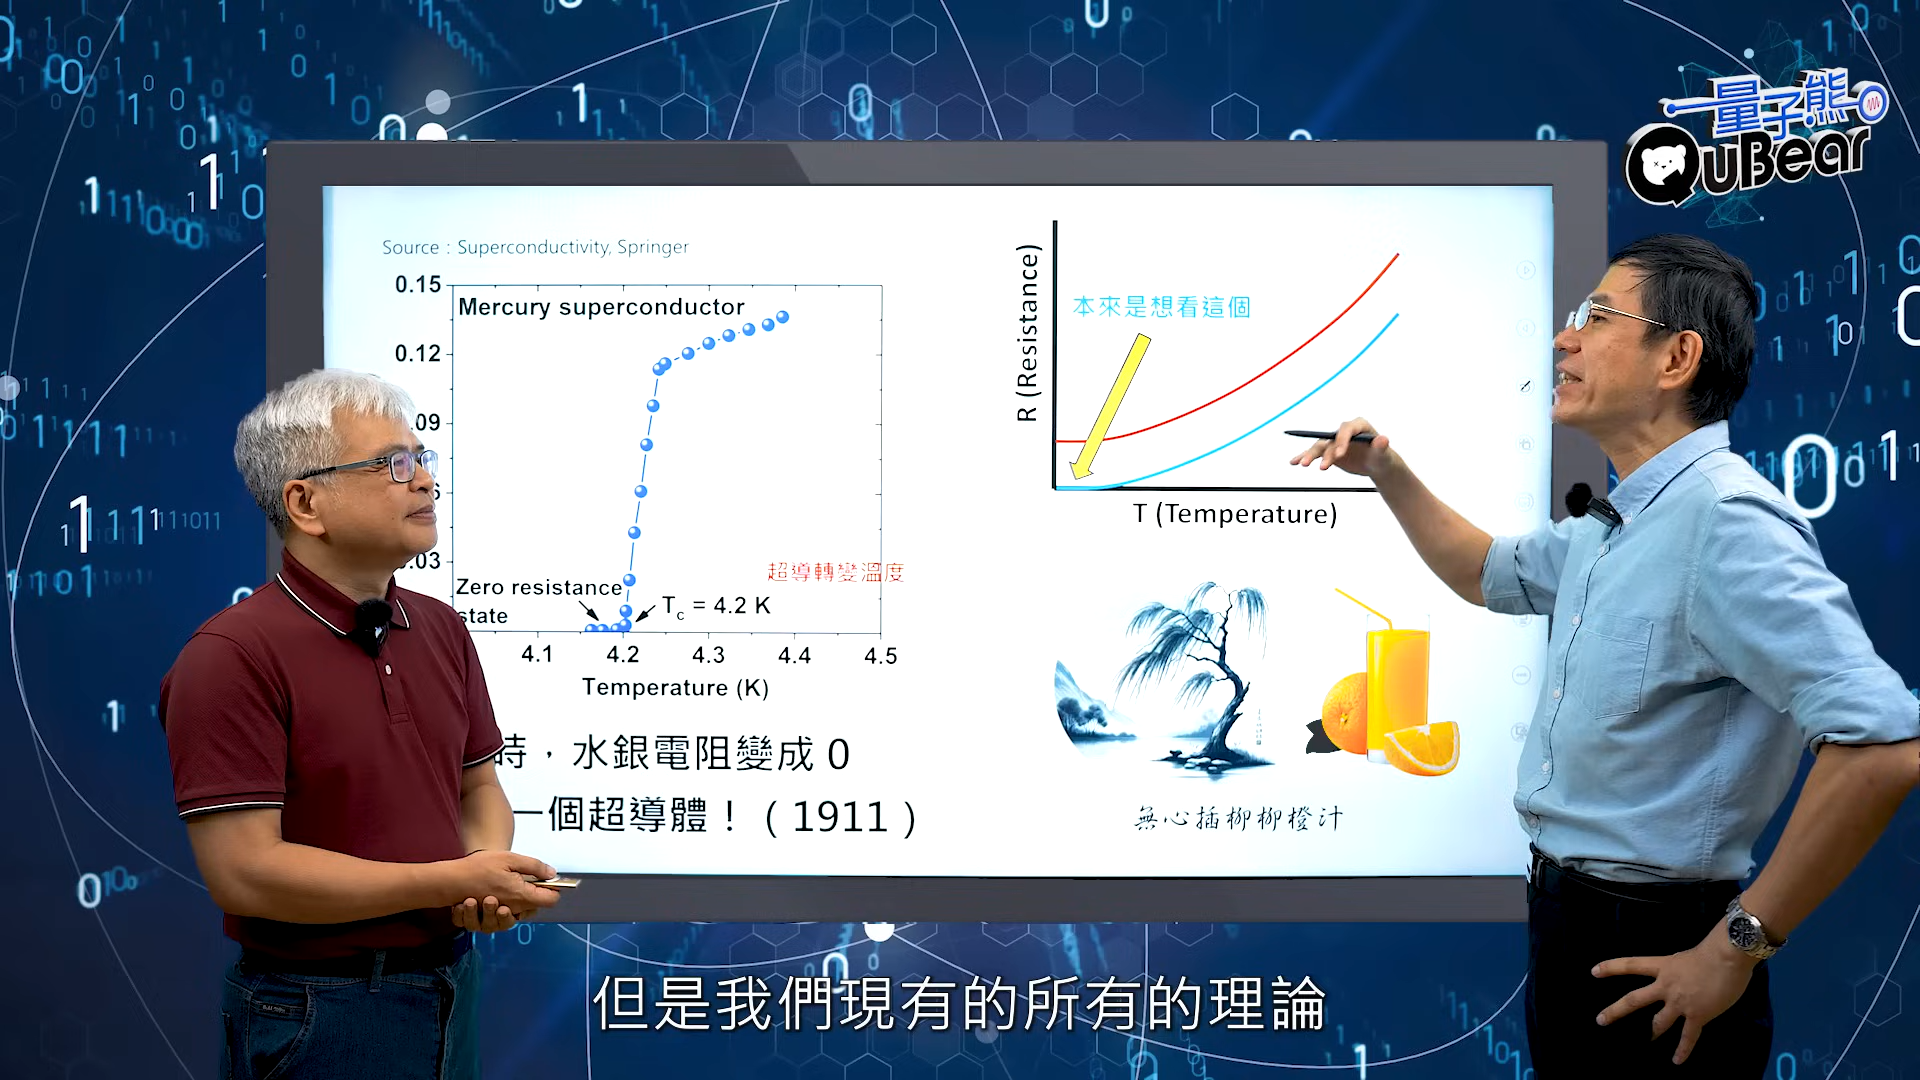 量子熊
QuBear
Source : Superconductivity, Springer
0.15
Mercury superconductor
0.12
.09
.03
Zero resistance
state
超導轉變溫度
Tc = 4.2 K
4.1 4.2 4.3 4.4 4.5
Temperature (K)
時，水銀電阻變成 0
一個超導體！（1911）
R (Resistance)
本來是想看這個
T (Temperature)
無心插柳柳橙汁
但是我們現有的所有的理論